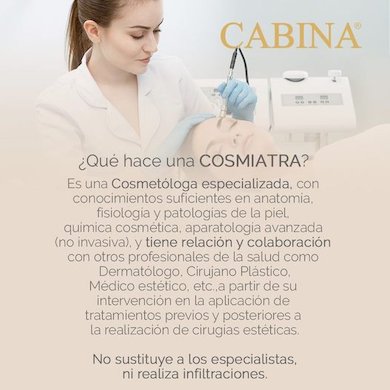 CABINA®
¿Qué hace una COSMIATRA?
Es una Cosmetóloga especializada, con
conocimientos suficientes en anatomía,
fisiología y patologías de la piel,
química cosmética, aparatología avanzada
(no invasiva), y tiene relación y colaboración
con otros profesionales de la salud como
Dermatólogo, Cirujano Plástico,
Médico estético, etc.,a partir de su
intervención en la aplicación de
tratamientos previos y posteriores a
la realización de cirugías estéticas.
No sustituye a los especialistas,
ni realiza infiltraciones.